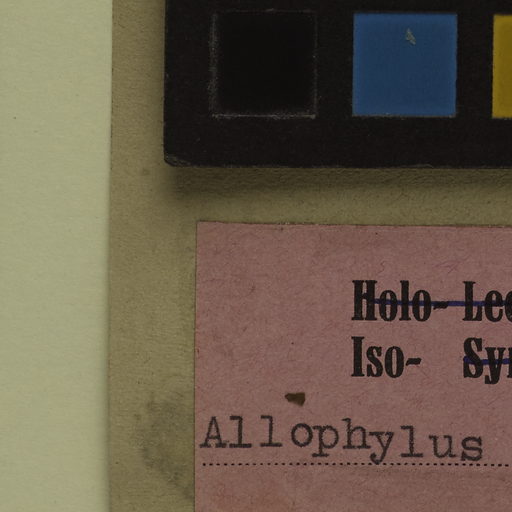 Holo- Lec
Iso- Syn
Allophylus